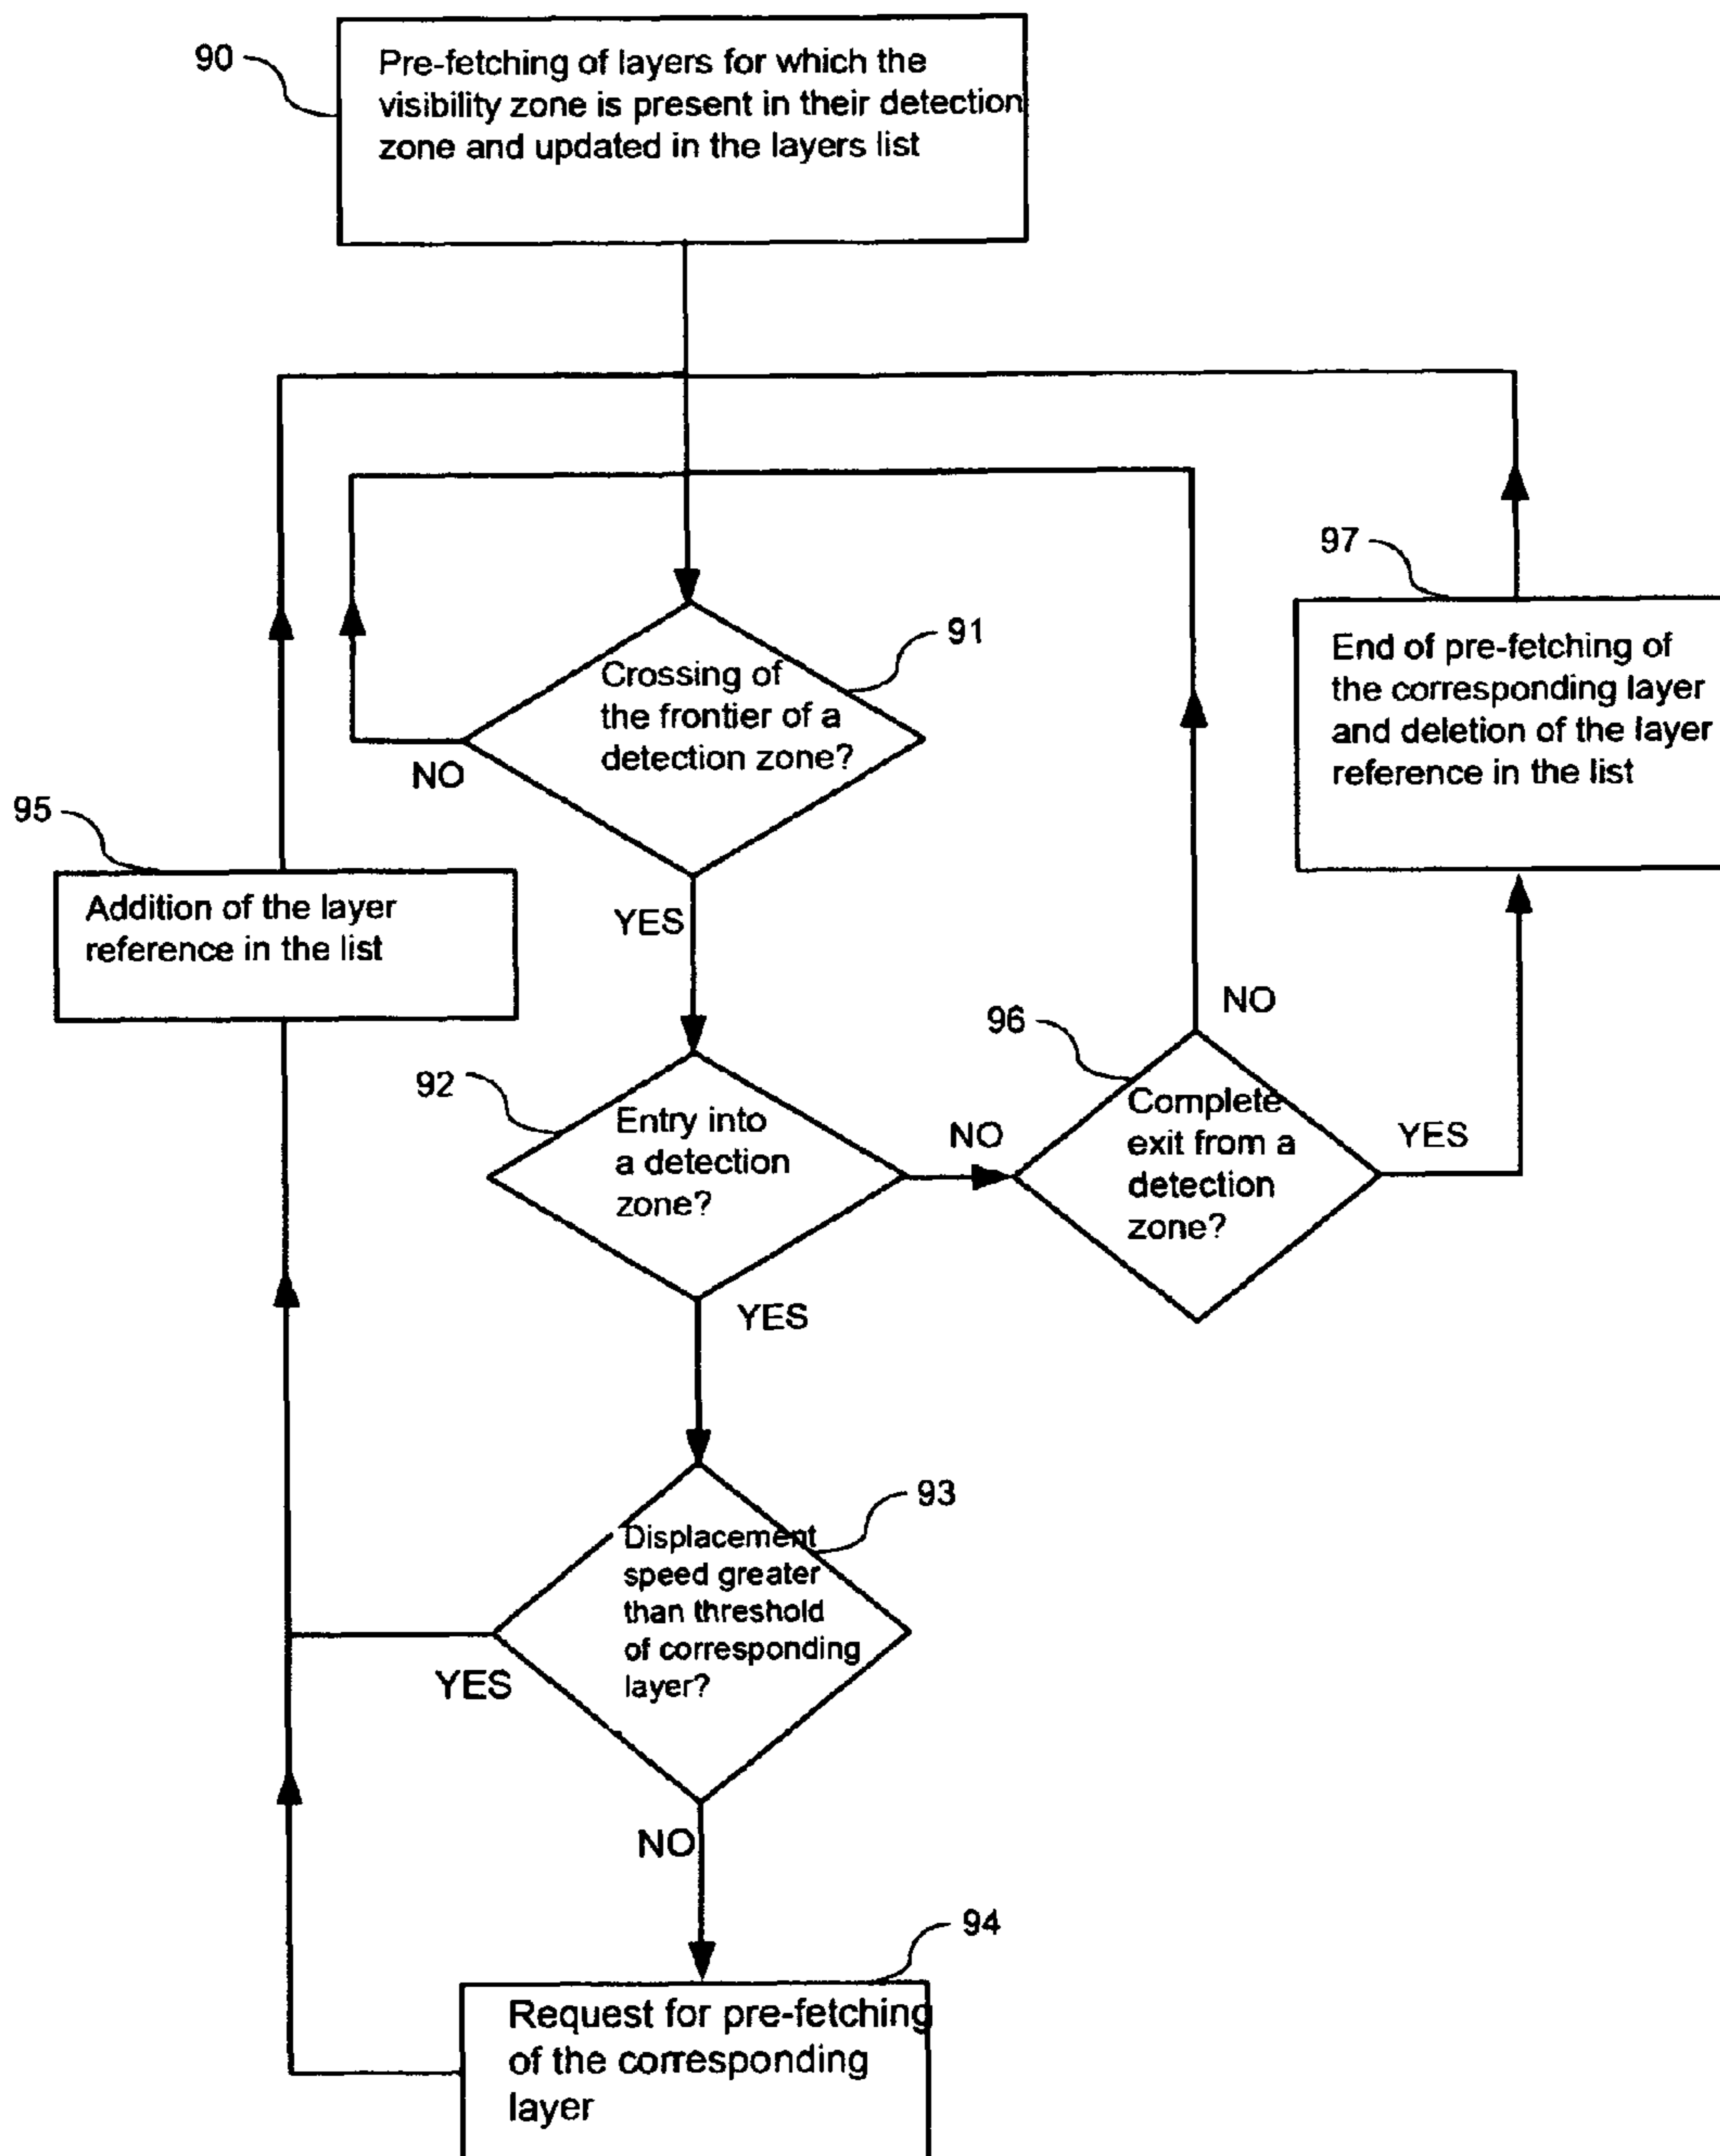 90
Pre-fetching of layers for which the
visibility zone is present in their detection
zone and updated in the layers list
97
End of pre-fetching of
the corresponding layer
and deletion of the layer
reference in the list
91
Crossing of
the frontier of a
detection zone?
NO
YES
95
Addition of the layer
reference in the list
92
Entry into
a detection
zone?
NO
YES
96
Complete
exit from a
detection
zone?
NO
YES
93
Displacement
speed greater
than threshold
of corresponding
layer?
YES
NO
94
Request for pre-fetching
of the corresponding
layer